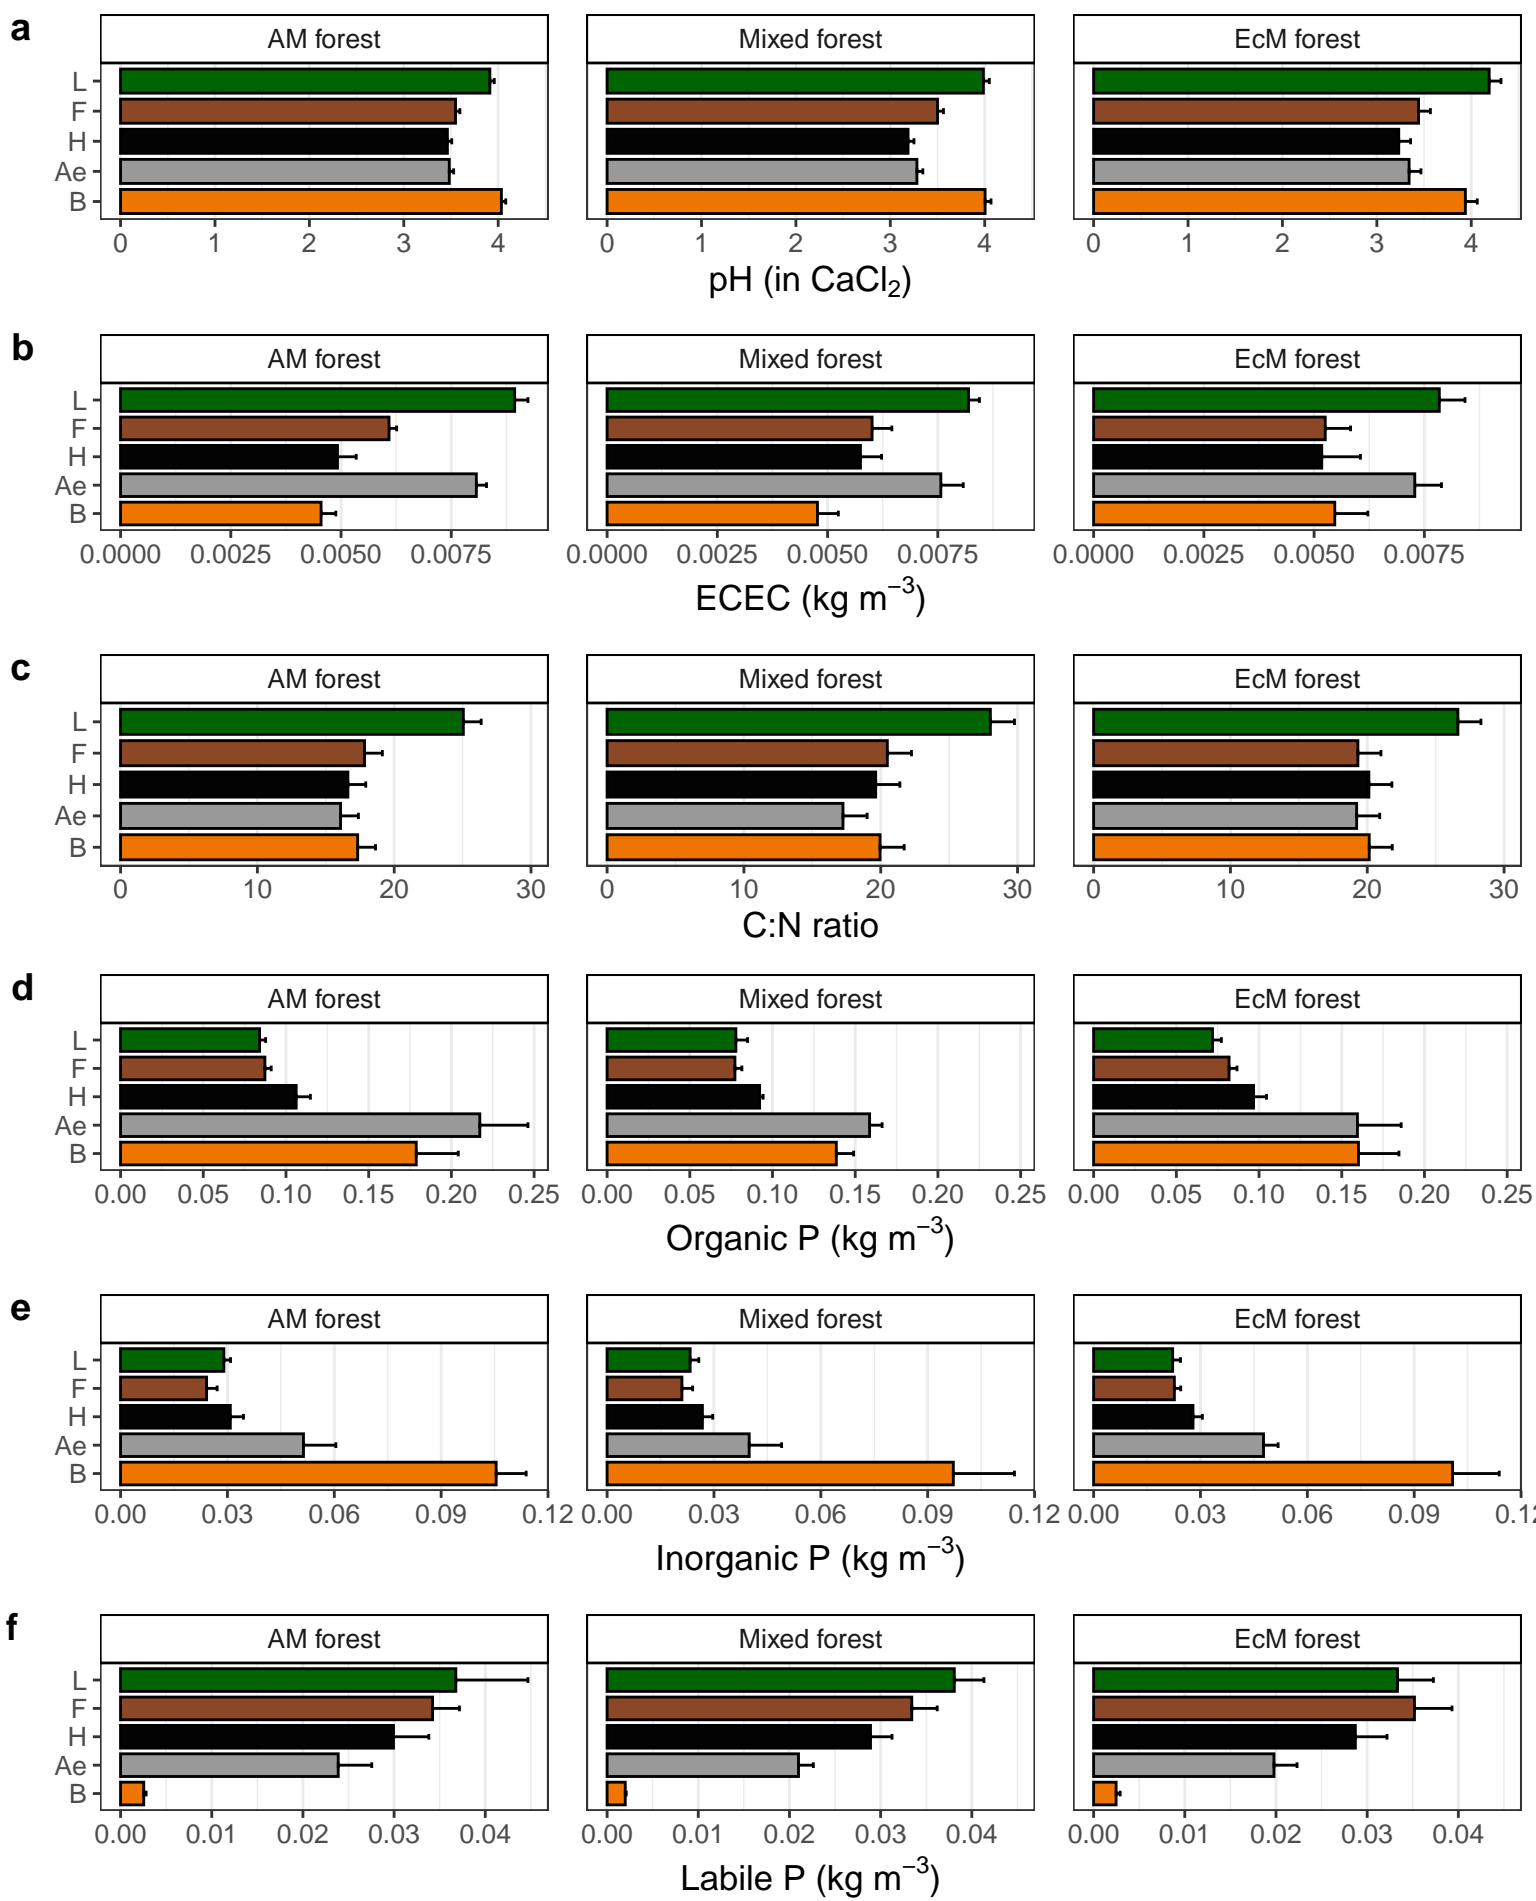 a
AM forest Mixed forest EcM forest
L
F
H
Ae
B
0 1 2 3 4 0 1 2 3 4 0 1 2 3 4
pH (in CaCl₂)
b
AM forest Mixed forest EcM forest
L
F
H
Ae
B
0.0000 0.0025 0.0050 0.0075 0.0000 0.0025 0.0050 0.0075 0.0000 0.0025 0.0050 0.0075
ECEC (kg m⁻³)
c
AM forest Mixed forest EcM forest
L
F
H
Ae
B
0 10 20 30 0 10 20 30 0 10 20 30
C:N ratio
d
AM forest Mixed forest EcM forest
L
F
H
Ae
B
0.00 0.05 0.10 0.15 0.20 0.25 0.00 0.05 0.10 0.15 0.20 0.25 0.00 0.05 0.10 0.15 0.20 0.25
Organic P (kg m⁻³)
e
AM forest Mixed forest EcM forest
L
F
H
Ae
B
0.00 0.03 0.06 0.09 0.12 0.00 0.03 0.06 0.09 0.12 0.00 0.03 0.06 0.09 0.12
Inorganic P (kg m⁻³)
f
AM forest Mixed forest EcM forest
L
F
H
Ae
B
0.00 0.01 0.02 0.03 0.04 0.00 0.01 0.02 0.03 0.04 0.00 0.01 0.02 0.03 0.04
Labile P (kg m⁻³)